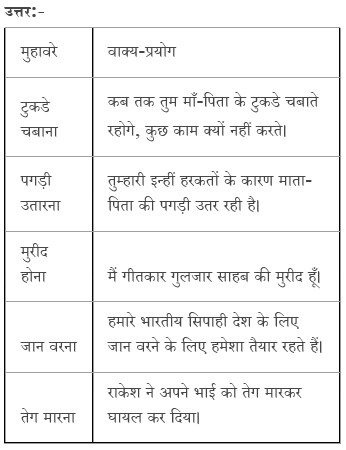 उत्तर:-
मुहावरे
वाक्य-प्रयोग
टुकडे
चबाना
कब तक तुम माँ-पिता के टुकडे चबाते
रहोगे, कुछ काम क्यों नहीं करते।
पगड़ी
उतारना
तुम्हारी इन्हीं हरकतों के कारण माता-
पिता की पगड़ी उतर रही है।
मुरीद
होना
मैं गीतकार गुलजार साहब की मुरीद हूँ।
जान वरना
हमारे भारतीय सिपाही देश के लिए
जान वरने के लिए हमेशा तैयार रहते हैं।
तेग मारना
राकेश ने अपने भाई को तेग मारकर
घायल कर दिया।